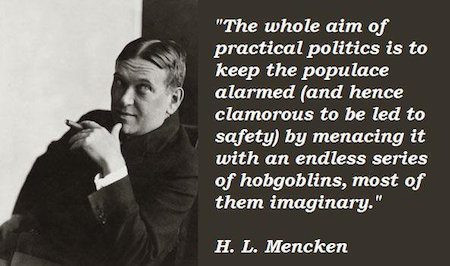 "The whole aim of
practical politics is to
keep the populace
alarmed (and hence
clamorous to be led to
safety) by menacing it
with an endless series
of hobgoblins, most of
them imaginary."
H. L. Mencken